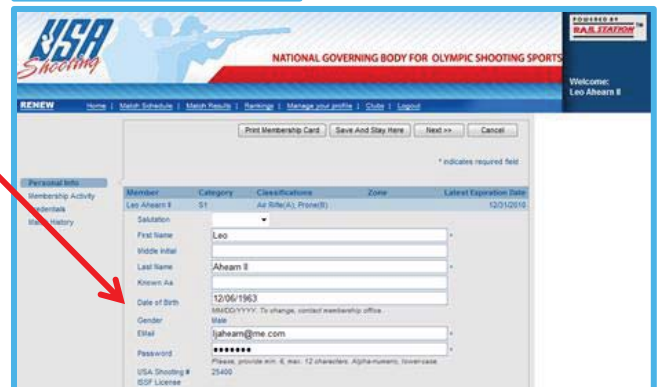 USA
Shooting
POWERED BY
RAIL STATION
NATIONAL GOVERNING BODY FOR OLYMPIC SHOOTING SPORTS
Welcome:
Leo Ahearn II
RENEW Home | Match Schedule | Match Results | Rankings | Manage your profile | Clubs | Logout
Print Membership Card Save And Stay Here Next >> Cancel
* indicates required field
Personal Info
Membership Activity
Credentials
History
Member Category Classifications Zone Latest Expiration Date
Leo Ahearn II S1 Air Rifle(A), Prone(B) 12/31/2010
Salutation
First Name Leo *
Middle Initial
Last Name Ahearn II *
Known As
Date of Birth 12/06/1963
MM/DD/YYYY. To change, contact membership office.
Gender Male
EMail ljahearn@me.com *
Password ••••••• *
Please, provide min. 6, max. 12 characters. Alpha-numeric, lowercase.
USA Shooting # 25400
ISSF License